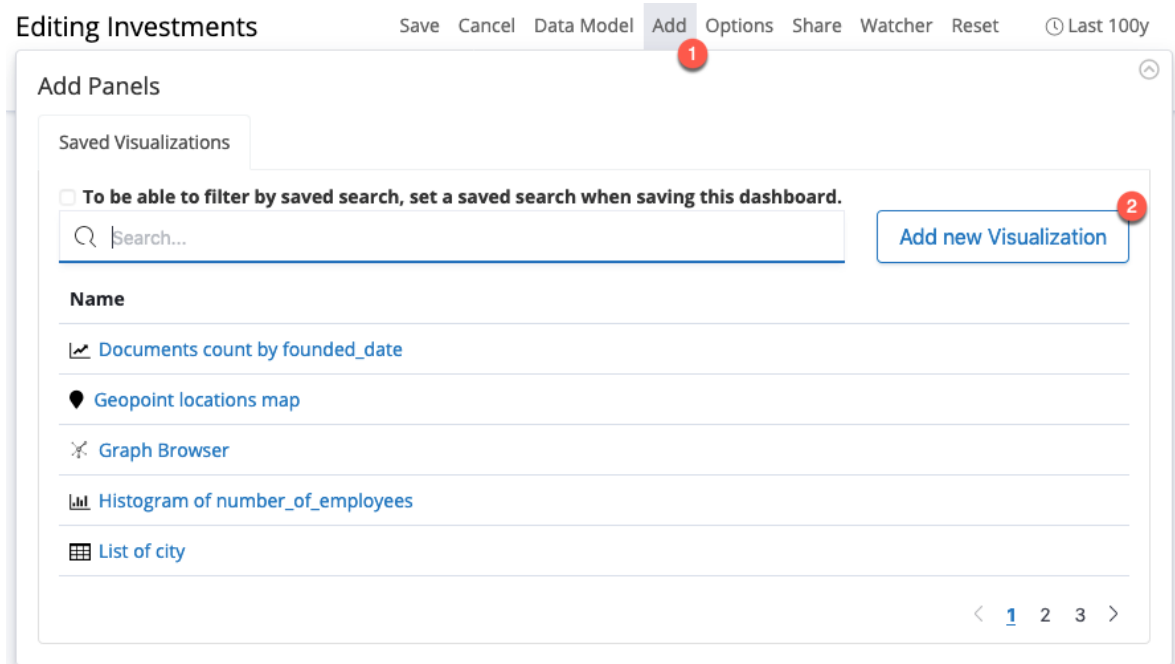 Editing Investments Save Cancel Data Model Add Options Share Watcher Reset Last 100y
1
Add Panels
Saved Visualizations
To be able to filter by saved search, set a saved search when saving this dashboard.
2
Search...
Add new Visualization
Name
Documents count by founded_date
Geopoint locations map
Graph Browser
Histogram of number_of_employees
List of city
1 2 3